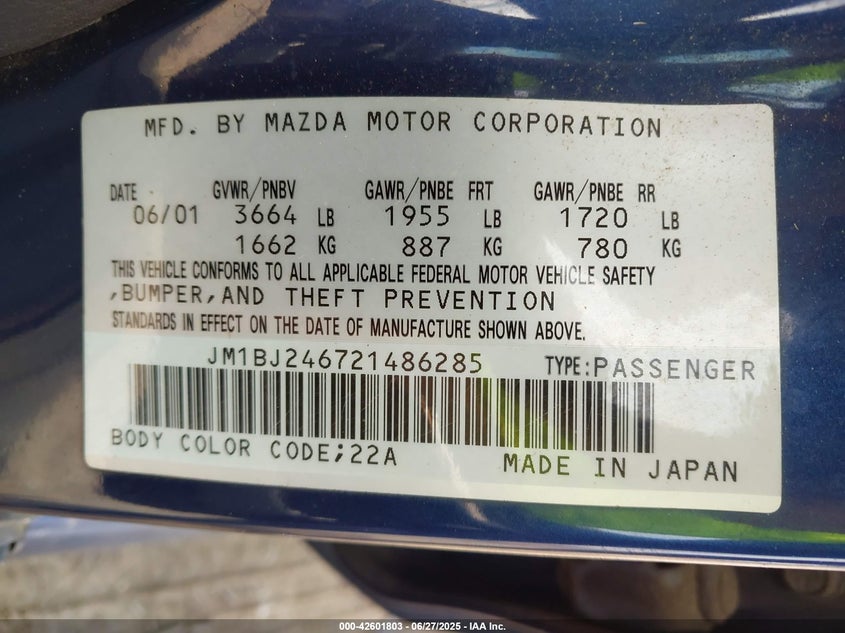 MFD. BY MAZDA MOTOR CORPORATION
DATE GVWR/PNBV GAWR/PNBE FRT GAWR/PNBE RR
06/01 3664 LB 1955 LB 1720 LB
1662 KG 887 KG 780 KG
THIS VEHICLE CONFORMS TO ALL APPLICABLE FEDERAL MOTOR VEHICLE SAFETY
,BUMPER,AND THEFT PREVENTION
STANDARDS IN EFFECT ON THE DATE OF MANUFACTURE SHOWN ABOVE.
JM1BJ246721486285 TYPE:PASSENGER
BODY COLOR CODE;22A
MADE IN JAPAN
000-42601803 — 06/27/2025 — IAA Inc.